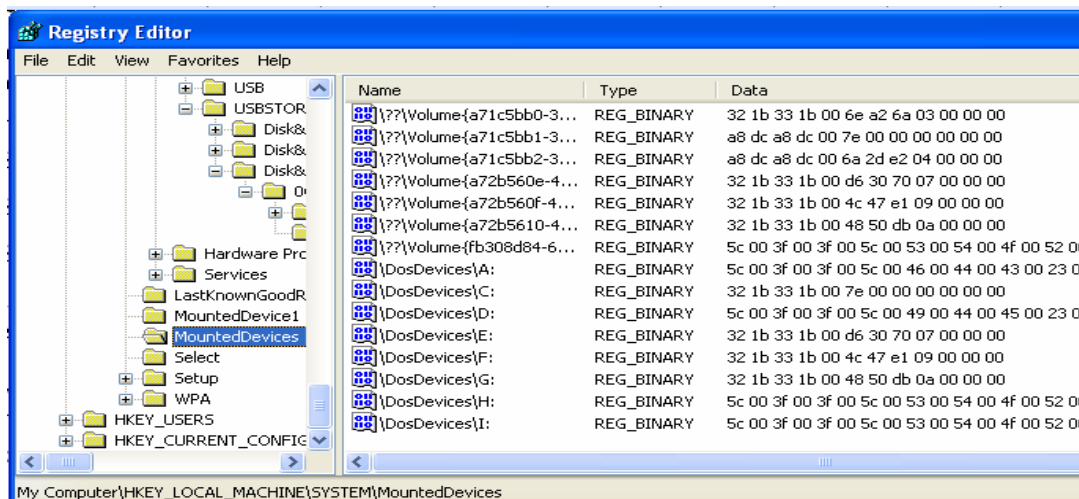 Registry Editor
File Edit View Favorites Help
USB
USBSTOR
Disk&
Disk&
Disk&
Hardware Pro
Services
LastKnownGoodR
MountedDevice1
MountedDevices
Select
Setup
WPA
HKEY_USERS
HKEY_CURRENT_CONFIG
Name Type Data
\??\Volume{a71c5bb0-3... REG_BINARY 32 1b 33 1b 00 6e a2 6a 03 00 00 00
\??\Volume{a71c5bb1-3... REG_BINARY a8 dc a8 dc 00 7e 00 00 00 00 00 00
\??\Volume{a71c5bb2-3... REG_BINARY a8 dc a8 dc 00 6a 2d e2 04 00 00 00
\??\Volume{a72b560e-4... REG_BINARY 32 1b 33 1b 00 d6 30 70 07 00 00 00
\??\Volume{a72b560f-4... REG_BINARY 32 1b 33 1b 00 4c 47 e1 09 00 00 00
\??\Volume{a72b5610-4... REG_BINARY 32 1b 33 1b 00 48 50 db 0a 00 00 00
\??\Volume{fb308d84-6... REG_BINARY 5c 00 3f 00 3f 00 5c 00 53 00 54 00 4f 00 52 0
\DosDevices\A: REG_BINARY 5c 00 3f 00 3f 00 5c 00 46 00 44 00 43 00 23 0
\DosDevices\C: REG_BINARY 32 1b 33 1b 00 7e 00 00 00 00 00 00
\DosDevices\D: REG_BINARY 5c 00 3f 00 3f 00 5c 00 49 00 44 00 45 00 23 0
\DosDevices\E: REG_BINARY 32 1b 33 1b 00 d6 30 70 07 00 00 00
\DosDevices\F: REG_BINARY 32 1b 33 1b 00 4c 47 e1 09 00 00 00
\DosDevices\G: REG_BINARY 32 1b 33 1b 00 48 50 db 0a 00 00 00
\DosDevices\H: REG_BINARY 5c 00 3f 00 3f 00 5c 00 53 00 54 00 4f 00 52 0
\DosDevices\I: REG_BINARY 5c 00 3f 00 3f 00 5c 00 53 00 54 00 4f 00 52 0
My Computer\HKEY_LOCAL_MACHINE\SYSTEM\MountedDevices